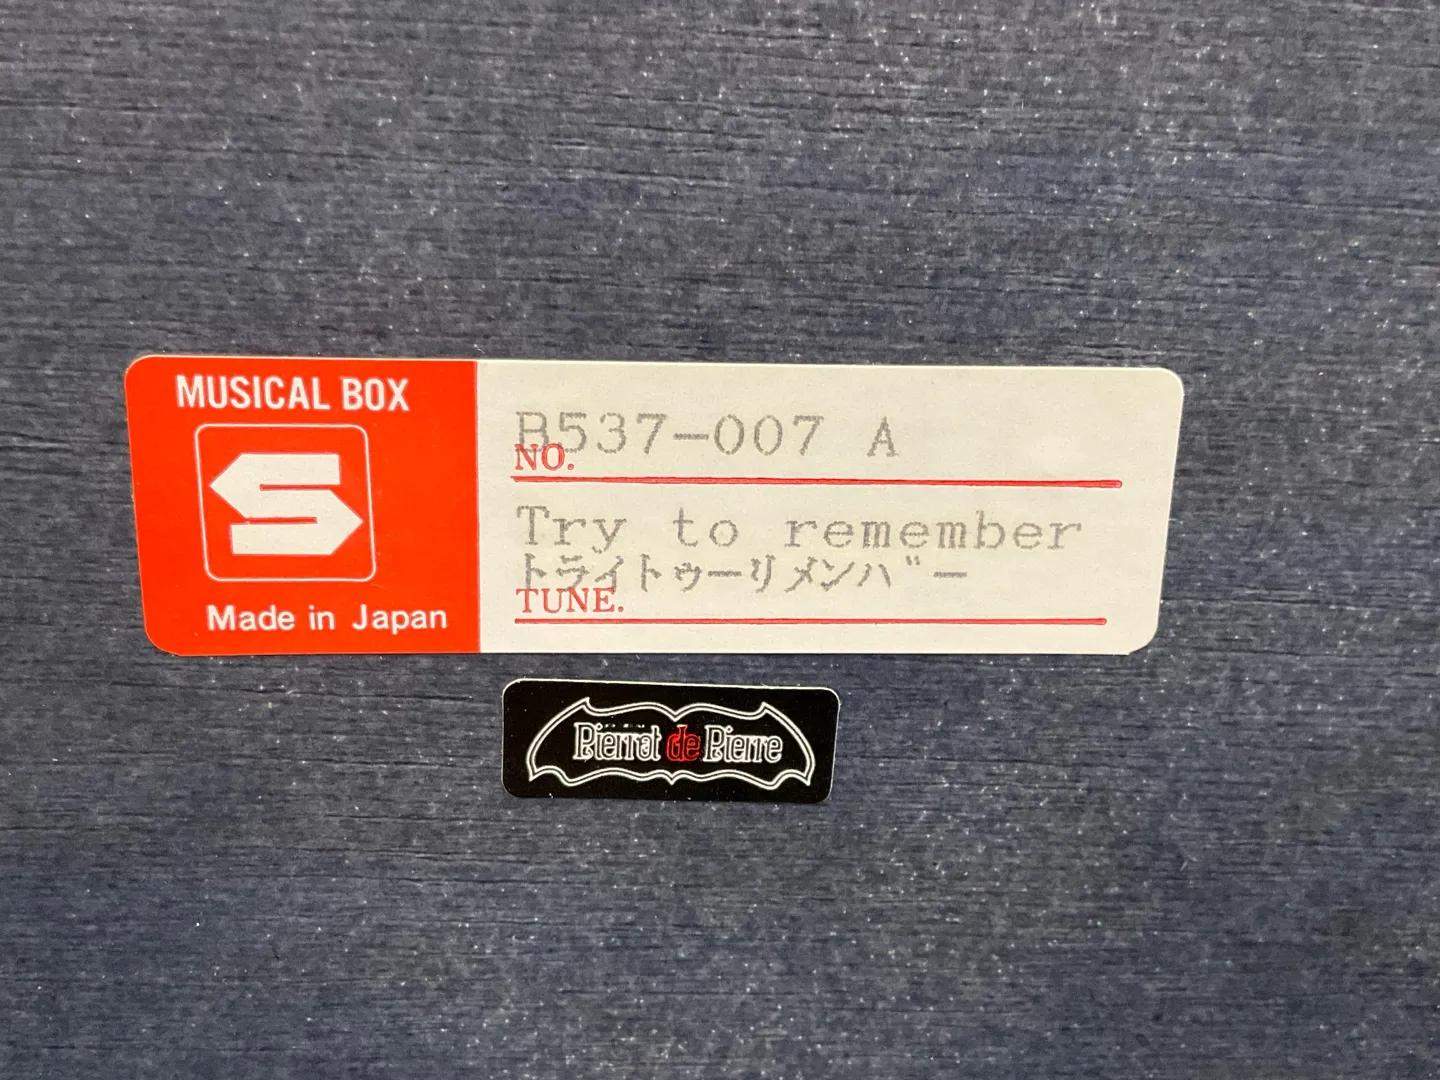 MUSICAL BOX
S
Made in Japan
B537-007 A
NO.
Try to remember
トライトゥーリメンバー
TUNE.
Pierrot de Pierre